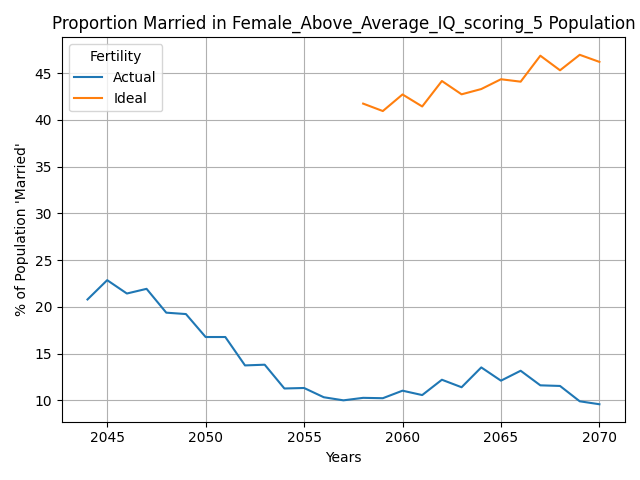 Proportion Married in Female_Above_Average_IQ_scoring_5 Population
Fertility
Actual
Ideal
% of Population 'Married'
45
40
35
30
25
20
15
10
2045
2050
2055
2060
2065
2070
Years